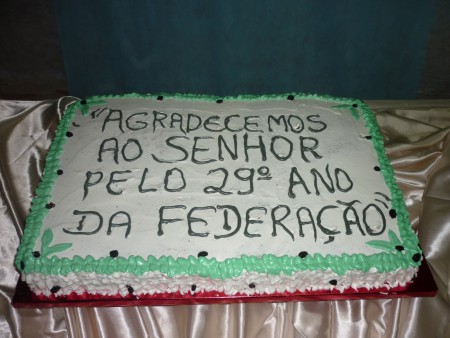 "AGRADECEMOS
AO SENHOR
PELO 29º ANO
DA FEDERAÇÃO"